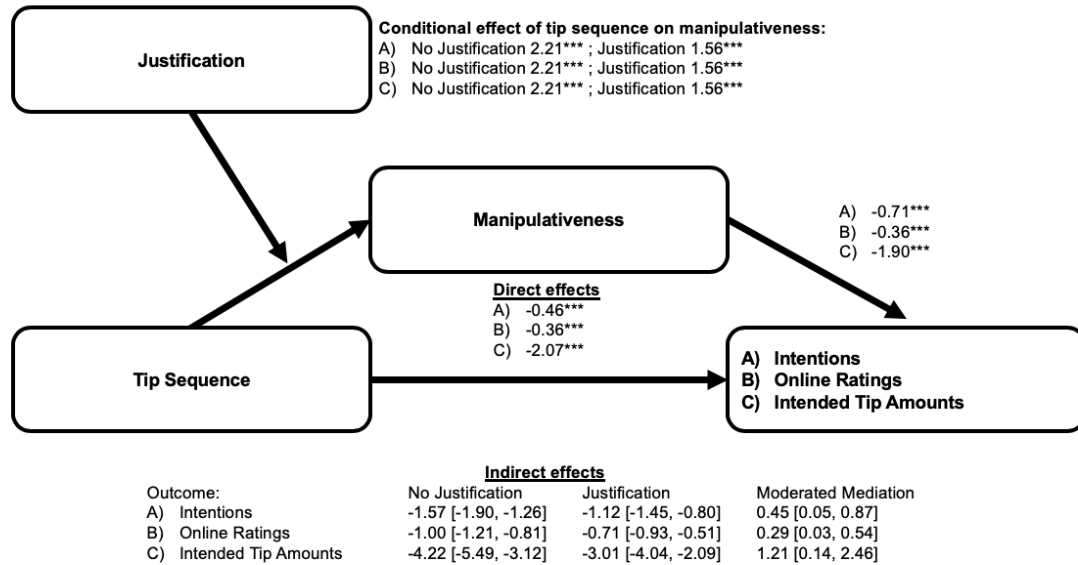 Justification
Conditional effect of tip sequence on manipulativeness:
A) No Justification 2.21*** ; Justification 1.56***
B) No Justification 2.21*** ; Justification 1.56***
C) No Justification 2.21*** ; Justification 1.56***
Manipulativeness
A) -0.71***
B) -0.36***
C) -1.90***
Direct effects
A) -0.46***
B) -0.36***
C) -2.07***
Tip Sequence
A) Intentions
B) Online Ratings
C) Intended Tip Amounts
Indirect effects
Outcome: No Justification Justification Moderated Mediation
A) Intentions -1.57 [-1.90, -1.26] -1.12 [-1.45, -0.80] 0.45 [0.05, 0.87]
B) Online Ratings -1.00 [-1.21, -0.81] -0.71 [-0.93, -0.51] 0.29 [0.03, 0.54]
C) Intended Tip Amounts -4.22 [-5.49, -3.12] -3.01 [-4.04, -2.09] 1.21 [0.14, 2.46]